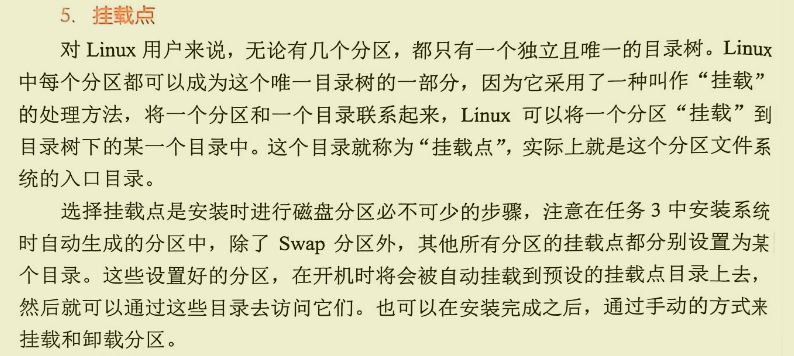 5. 挂载点
对 Linux 用户来说，无论有几个分区，都只有一个独立且唯一的目录树。Linux
中每个分区都可以成为这个唯一目录树的一部分，因为它采用了一种叫作“挂载”
的处理方法，将一个分区和一个目录联系起来，Linux 可以将一个分区“挂载”到
目录树下的某一个目录中。这个目录就称为“挂载点”，实际上就是这个分区文件系
统的入口目录。
选择挂载点是安装时进行磁盘分区必不可少的步骤，注意在任务 3 中安装系统
时自动生成的分区中，除了 Swap 分区外，其他所有分区的挂载点都分别设置为某
个目录。这些设置好的分区，在开机时将会被自动挂载到预设的挂载点目录上去，
然后就可以通过这些目录去访问它们。也可以在安装完成之后，通过手动的方式来
挂载和卸载分区。